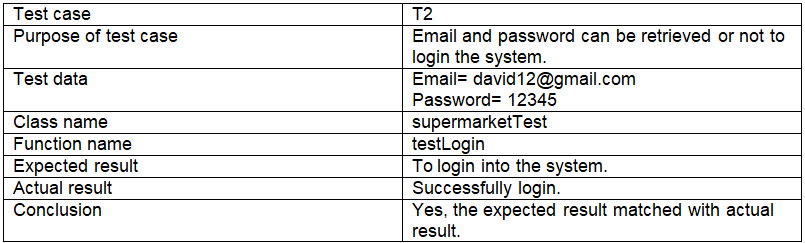 Test case T2
Purpose of test case Email and password can be retrieved or not to
login the system.
Test data Email= david12@gmail.com
Password= 12345
Class name supermarketTest
Function name testLogin
Expected result To login into the system.
Actual result Successfully login.
Conclusion Yes, the expected result matched with actual
result.